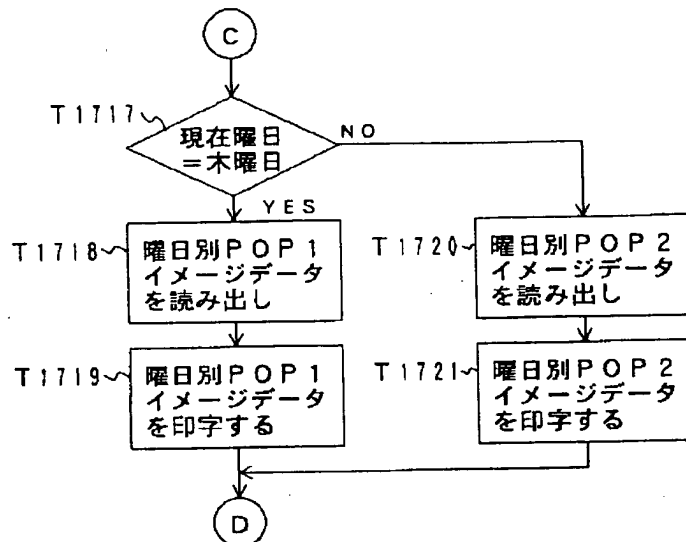 C
T1717
現在曜日
=木曜日
NO
YES
T1718
曜日別POP1
イメージデータ
を読み出し
T1720
曜日別POP2
イメージデータ
を読み出し
T1719
曜日別POP1
イメージデータ
を印字する
T1721
曜日別POP2
イメージデータ
を印字する
D